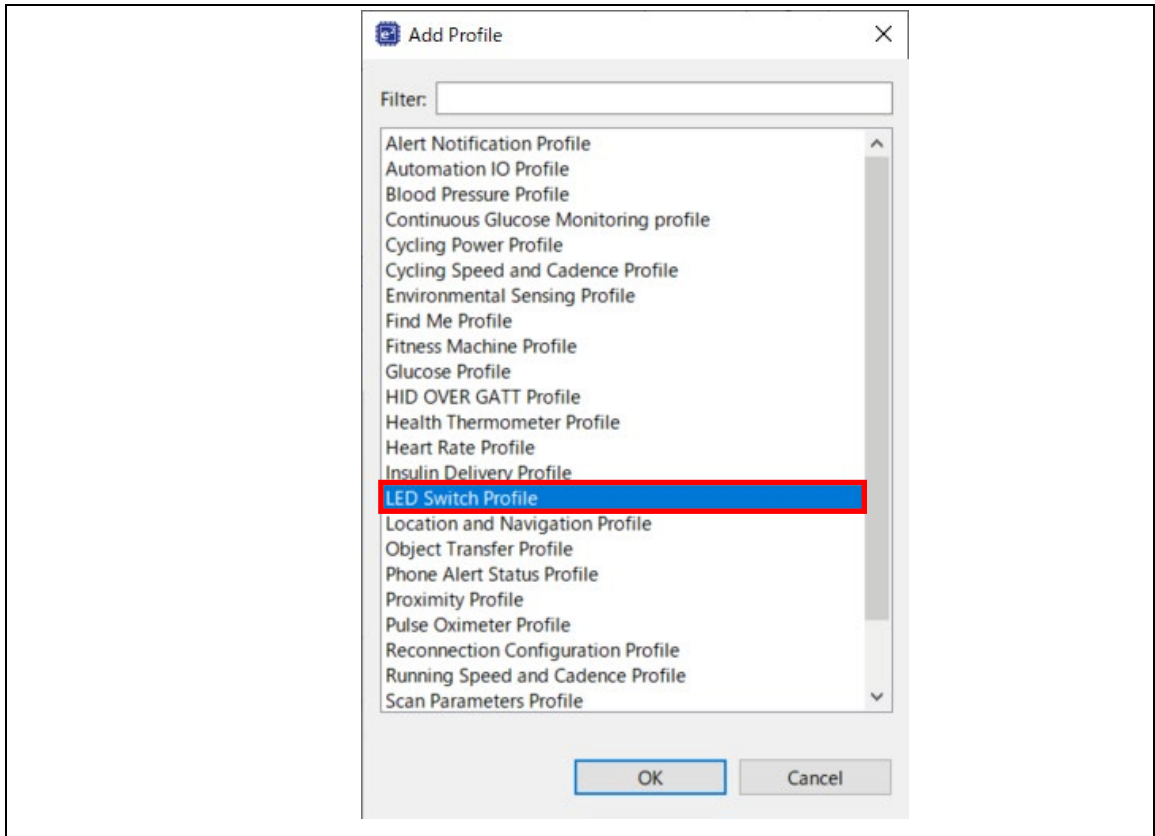 Add Profile
Filter:
Alert Notification Profile
Automation IO Profile
Blood Pressure Profile
Continuous Glucose Monitoring profile
Cycling Power Profile
Cycling Speed and Cadence Profile
Environmental Sensing Profile
Find Me Profile
Fitness Machine Profile
Glucose Profile
HID OVER GATT Profile
Health Thermometer Profile
Heart Rate Profile
Insulin Delivery Profile
LED Switch Profile
Location and Navigation Profile
Object Transfer Profile
Phone Alert Status Profile
Proximity Profile
Pulse Oximeter Profile
Reconnection Configuration Profile
Running Speed and Cadence Profile
Scan Parameters Profile
OK Cancel